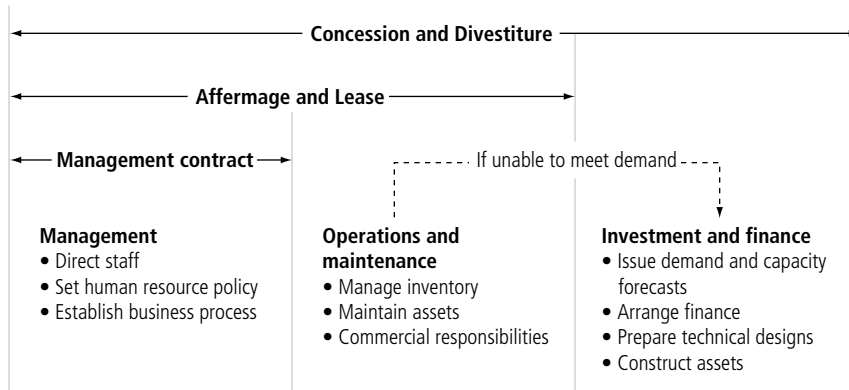 Concession and Divestiture
Affermage and Lease
Management contract
If unable to meet demand
Management
• Direct staff
• Set human resource policy
• Establish business process
Operations and
maintenance
• Manage inventory
• Maintain assets
• Commercial responsibilities
Investment and finance
• Issue demand and capacity
forecasts
• Arrange finance
• Prepare technical designs
• Construct assets